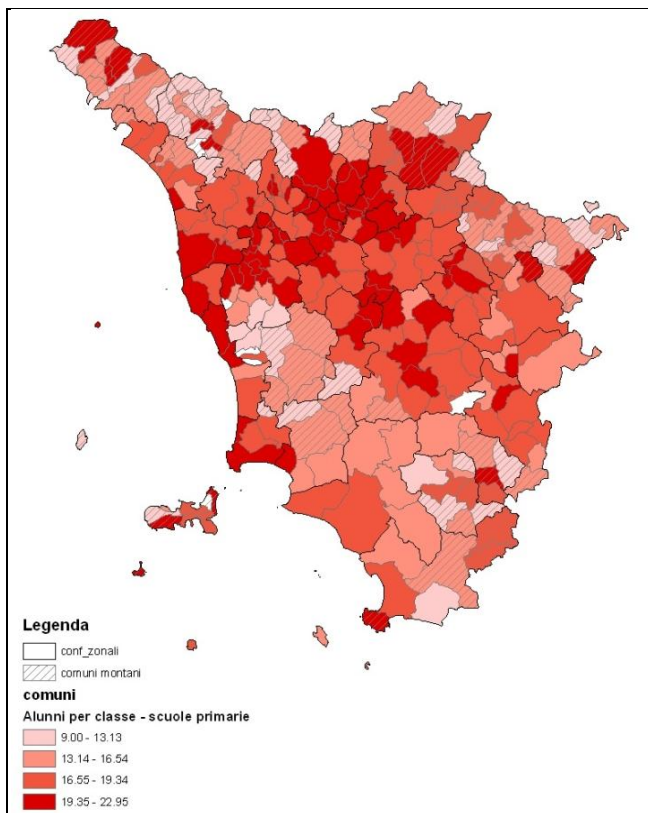 Legenda
conf_zonali
comuni montani
comuni
Alunni per classe - scuole primarie
9.00 - 13.13
13.14 - 16.54
16.55 - 19.34
19.35 - 22.95